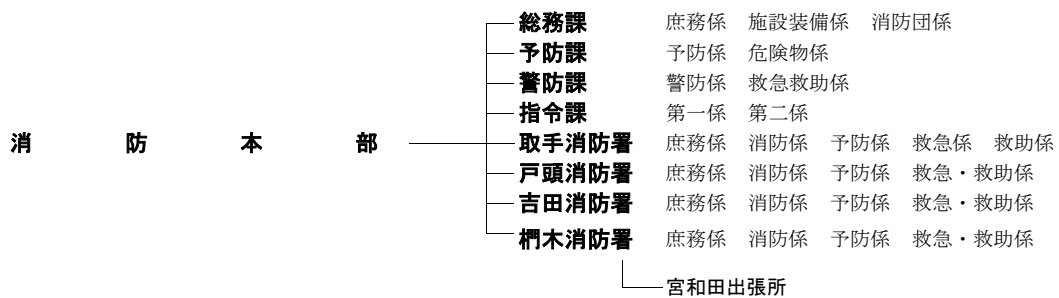 総務課 庶務係 施設装備係 消防団係
予防課 予防係 危険物係
警防課 警防係 救急救助係
指令課 第一係 第二係
消防本部 取手消防署 庶務係 消防係 予防係 救急係 救助係
戸頭消防署 庶務係 消防係 予防係 救急・救助係
吉田消防署 庶務係 消防係 予防係 救急・救助係
椚木消防署 庶務係 消防係 予防係 救急・救助係
宮和田出張所